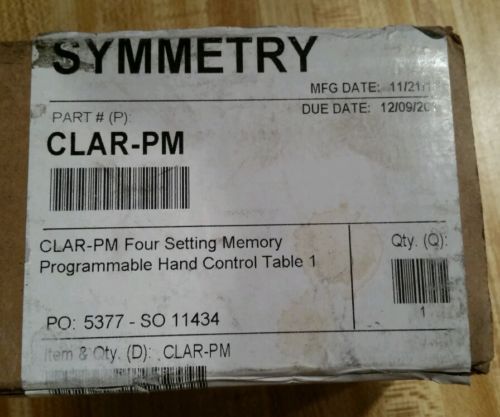 SYMMETRY
MFG DATE: 11/21/1
DUE DATE: 12/09/20
PART # (P):
CLAR-PM
CLAR-PM Four Setting Memory
Programmable Hand Control Table 1
Qty. (Q):
1
PO: 5377 - SO 11434
Item & Qty. (D): CLAR-PM